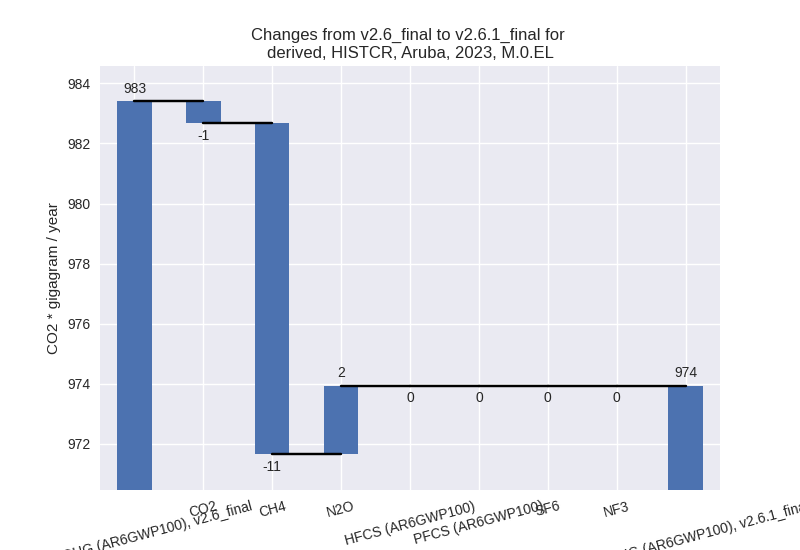 Changes from v2.6_final to v2.6.1_final for
derived, HISTCR, Aruba, 2023, M.0.EL
CO2 * gigagram / year
984
982
980
978
976
974
972
983
-1
-11
2
0
0
0
0
974
(AR6GWP100), v2.6_final
CO2
CH4
N2O
HFCS (AR6GWP100)
PFCS (AR6GWP100)
SF6
NF3
(AR6GWP100), v2.6.1